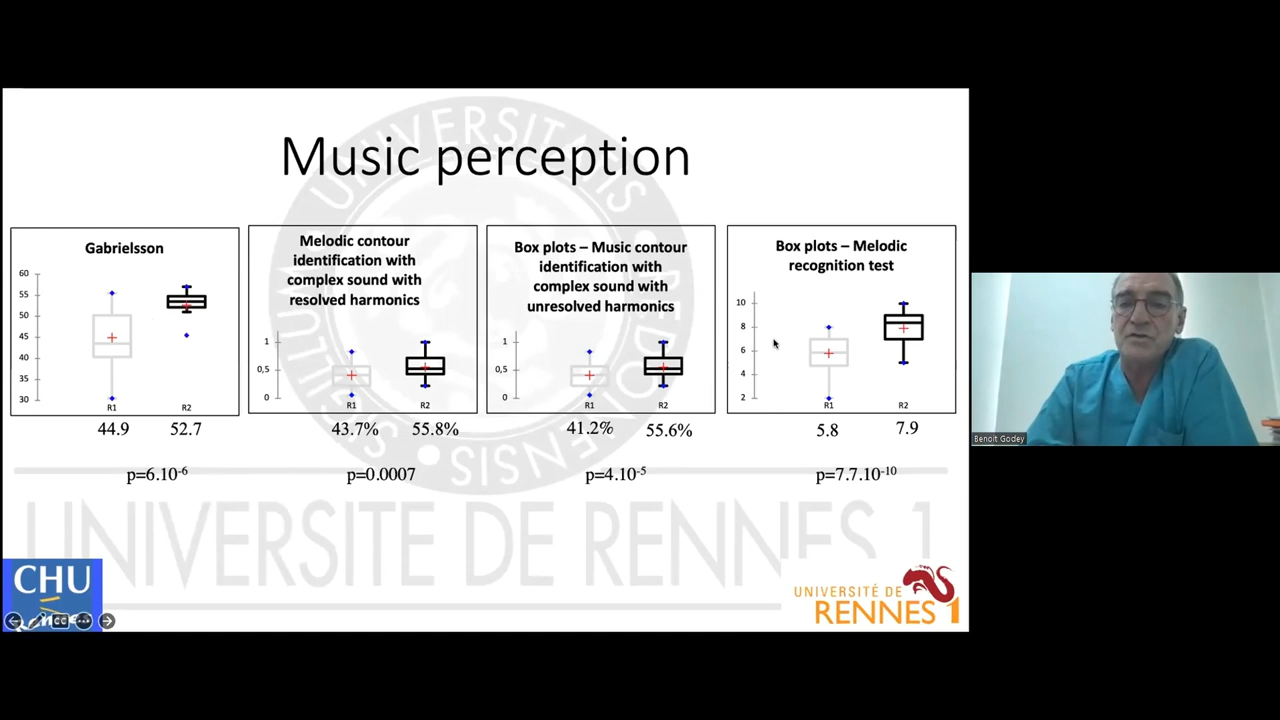 Music perception
Gabrielsson
60
55
50
45
40
35
30
R1
R2
44.9
52.7
p=6.10-6
Melodic contour
identification with
complex sound with
resolved harmonics
1
0,5
0
R1
R2
43.7%
55.8%
p=0.0007
Box plots – Music contour
identification with
complex sound with
unresolved harmonics
1
0,5
0
R1
R2
41.2%
55.6%
p=4.10-5
Box plots – Melodic
recognition test
10
8
6
4
2
R1
R2
5.8
7.9
p=7.7.10-10
UNIVERSITE DE RENNES 1
CHU
CC
UNIVERSITÉ DE
RENNES 1
Benoit Godey